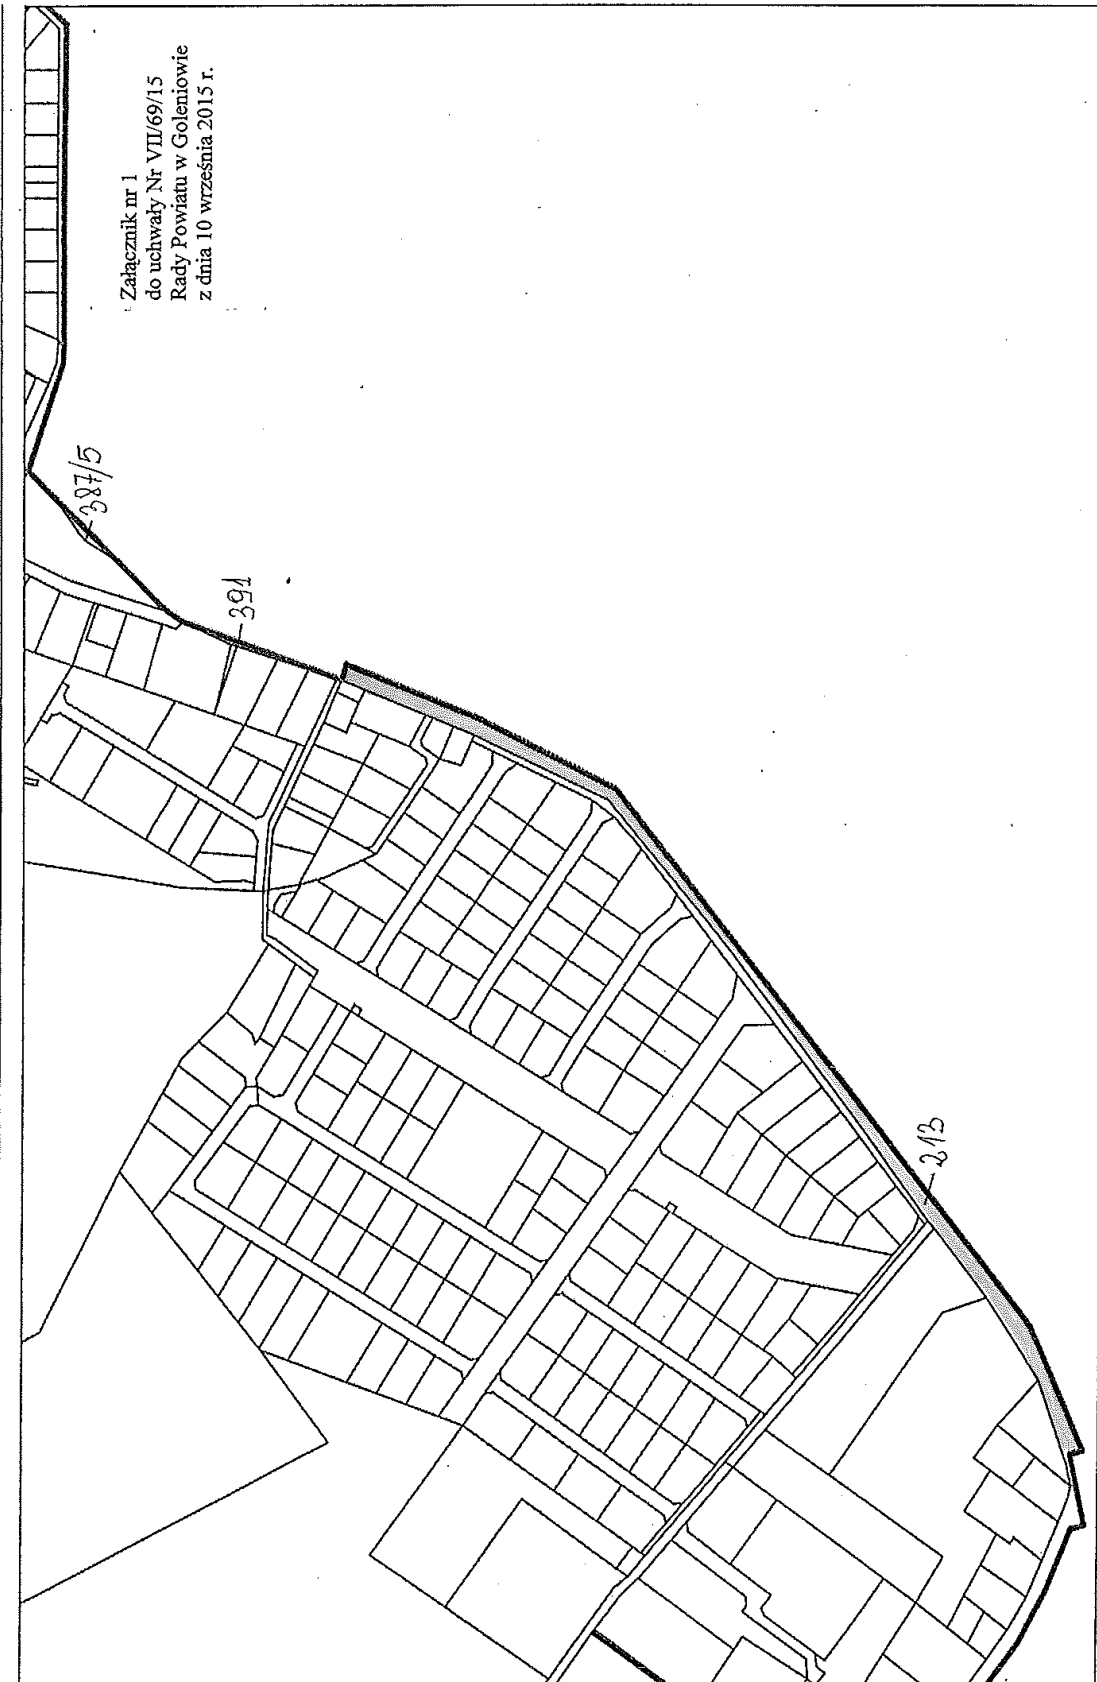 Załącznik nr 1
do uchwały Nr VII/69/15
Rady Powiatu w Goleniowie
z dnia 10 września 2015 r.
387/5
391
213